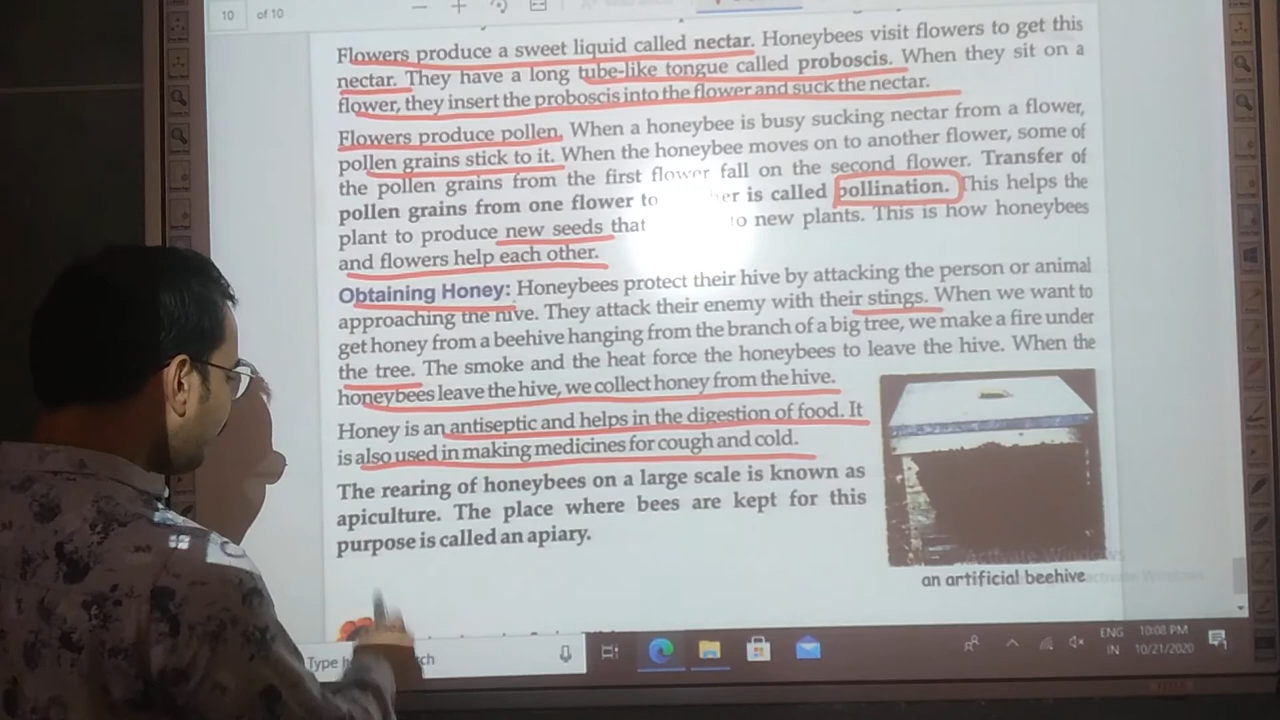 10 of 10
Flowers produce a sweet liquid called nectar. Honeybees visit flowers to get this
nectar. They have a long tube-like tongue called proboscis. When they sit on a
flower, they insert the proboscis into the flower and suck the nectar.
Flowers produce pollen. When a honeybee is busy sucking nectar from a flower,
pollen grains stick to it. When the honeybee moves on to another flower, some of
the pollen grains from the first flower fall on the second flower. Transfer of
pollen grains from one flower to is called pollination. This helps the
plant to produce new seeds that to new plants. This is how honeybees
and flowers help each other.
Obtaining Honey: Honeybees protect their hive by attacking the person or animal
approaching the hive. They attack their enemy with their stings. When we want to
get honey from a beehive hanging from the branch of a big tree, we make a fire under
the tree. The smoke and the heat force the honeybees to leave the hive. When the
honeybees leave the hive, we collect honey from the hive.
Honey is an antiseptic and helps in the digestion of food. It
is also used in making medicines for cough and cold.
The rearing of honeybees on a large scale is known as
apiculture. The place where bees are kept for this
purpose is called an apiary.
Activate Windows
an artificial beehive
Type
ENG
IN
10:08 PM
10/21/2020